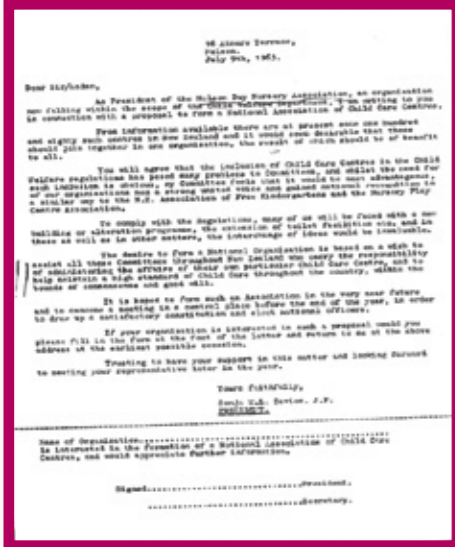 Nelson.
July 9th, 1963.
Dear Sir/Madam,
As President of the Nelson Day Nursery Association, an organisation
now falling within the scope of the Child Welfare Department, I am writing to you
in connection with a proposal to form a National Association of Child Care Centres.
From information available there are at present some one hundred
and eighty such centres in New Zealand and it would seem desirable that these
should join together in one organisation, the result of which should be of benefit
to all.
You will agree that the inclusion of Child Care Centres in the Child
Welfare regulations has posed many problems to Committees, and whilst the need for
such inclusion is obvious, my Committee feels that it would be most advantageous,
if our organisations had a strong united voice and gained national recognition in
a similar way to the N.Z. Association of Free Kindergartens and the Nursery Play
Centre Association.
To comply with the Regulations, many of us will be faced with a new
building or alteration programme, the extension of toilet facilities etc, and in
these as well as in other matters, the interchange of ideas would be invaluable.
The desire to form a National Organisation is based on a wish to
assist all those Committees throughout New Zealand who carry the responsibility
of administering the affairs of their own particular Child Care Centre, and to
help maintain a high standard of Child Care throughout the country, within the
bounds of commonsense and good will.
It is hoped to form such an Association in the very near future
and to convene a meeting in a central place before the end of the year, in order
to draw up a satisfactory constitution and elect national officers.
If your organisation is interested in such a proposal would you
please fill in the form at the foot of the letter and return to me at the above
address at the earliest possible occasion.
Trusting to have your support in this matter and looking forward
to meeting your representative later in the year.
Yours faithfully,
J.P.
PRESIDENT.
Name of Organisation
is interested in the formation of a National Association of Child Care
Centres, and would appreciate further information.
Signed President.
Secretary.